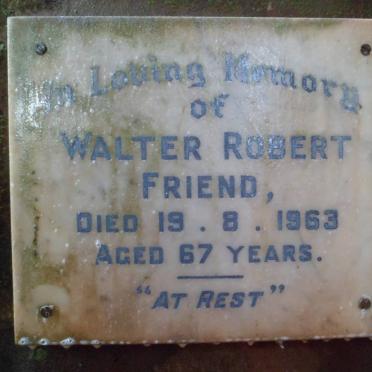 In Loving Memory
of
WALTER ROBERT
FRIEND,
DIED 19 . 8 . 1963
AGED 67 YEARS.
"AT REST"